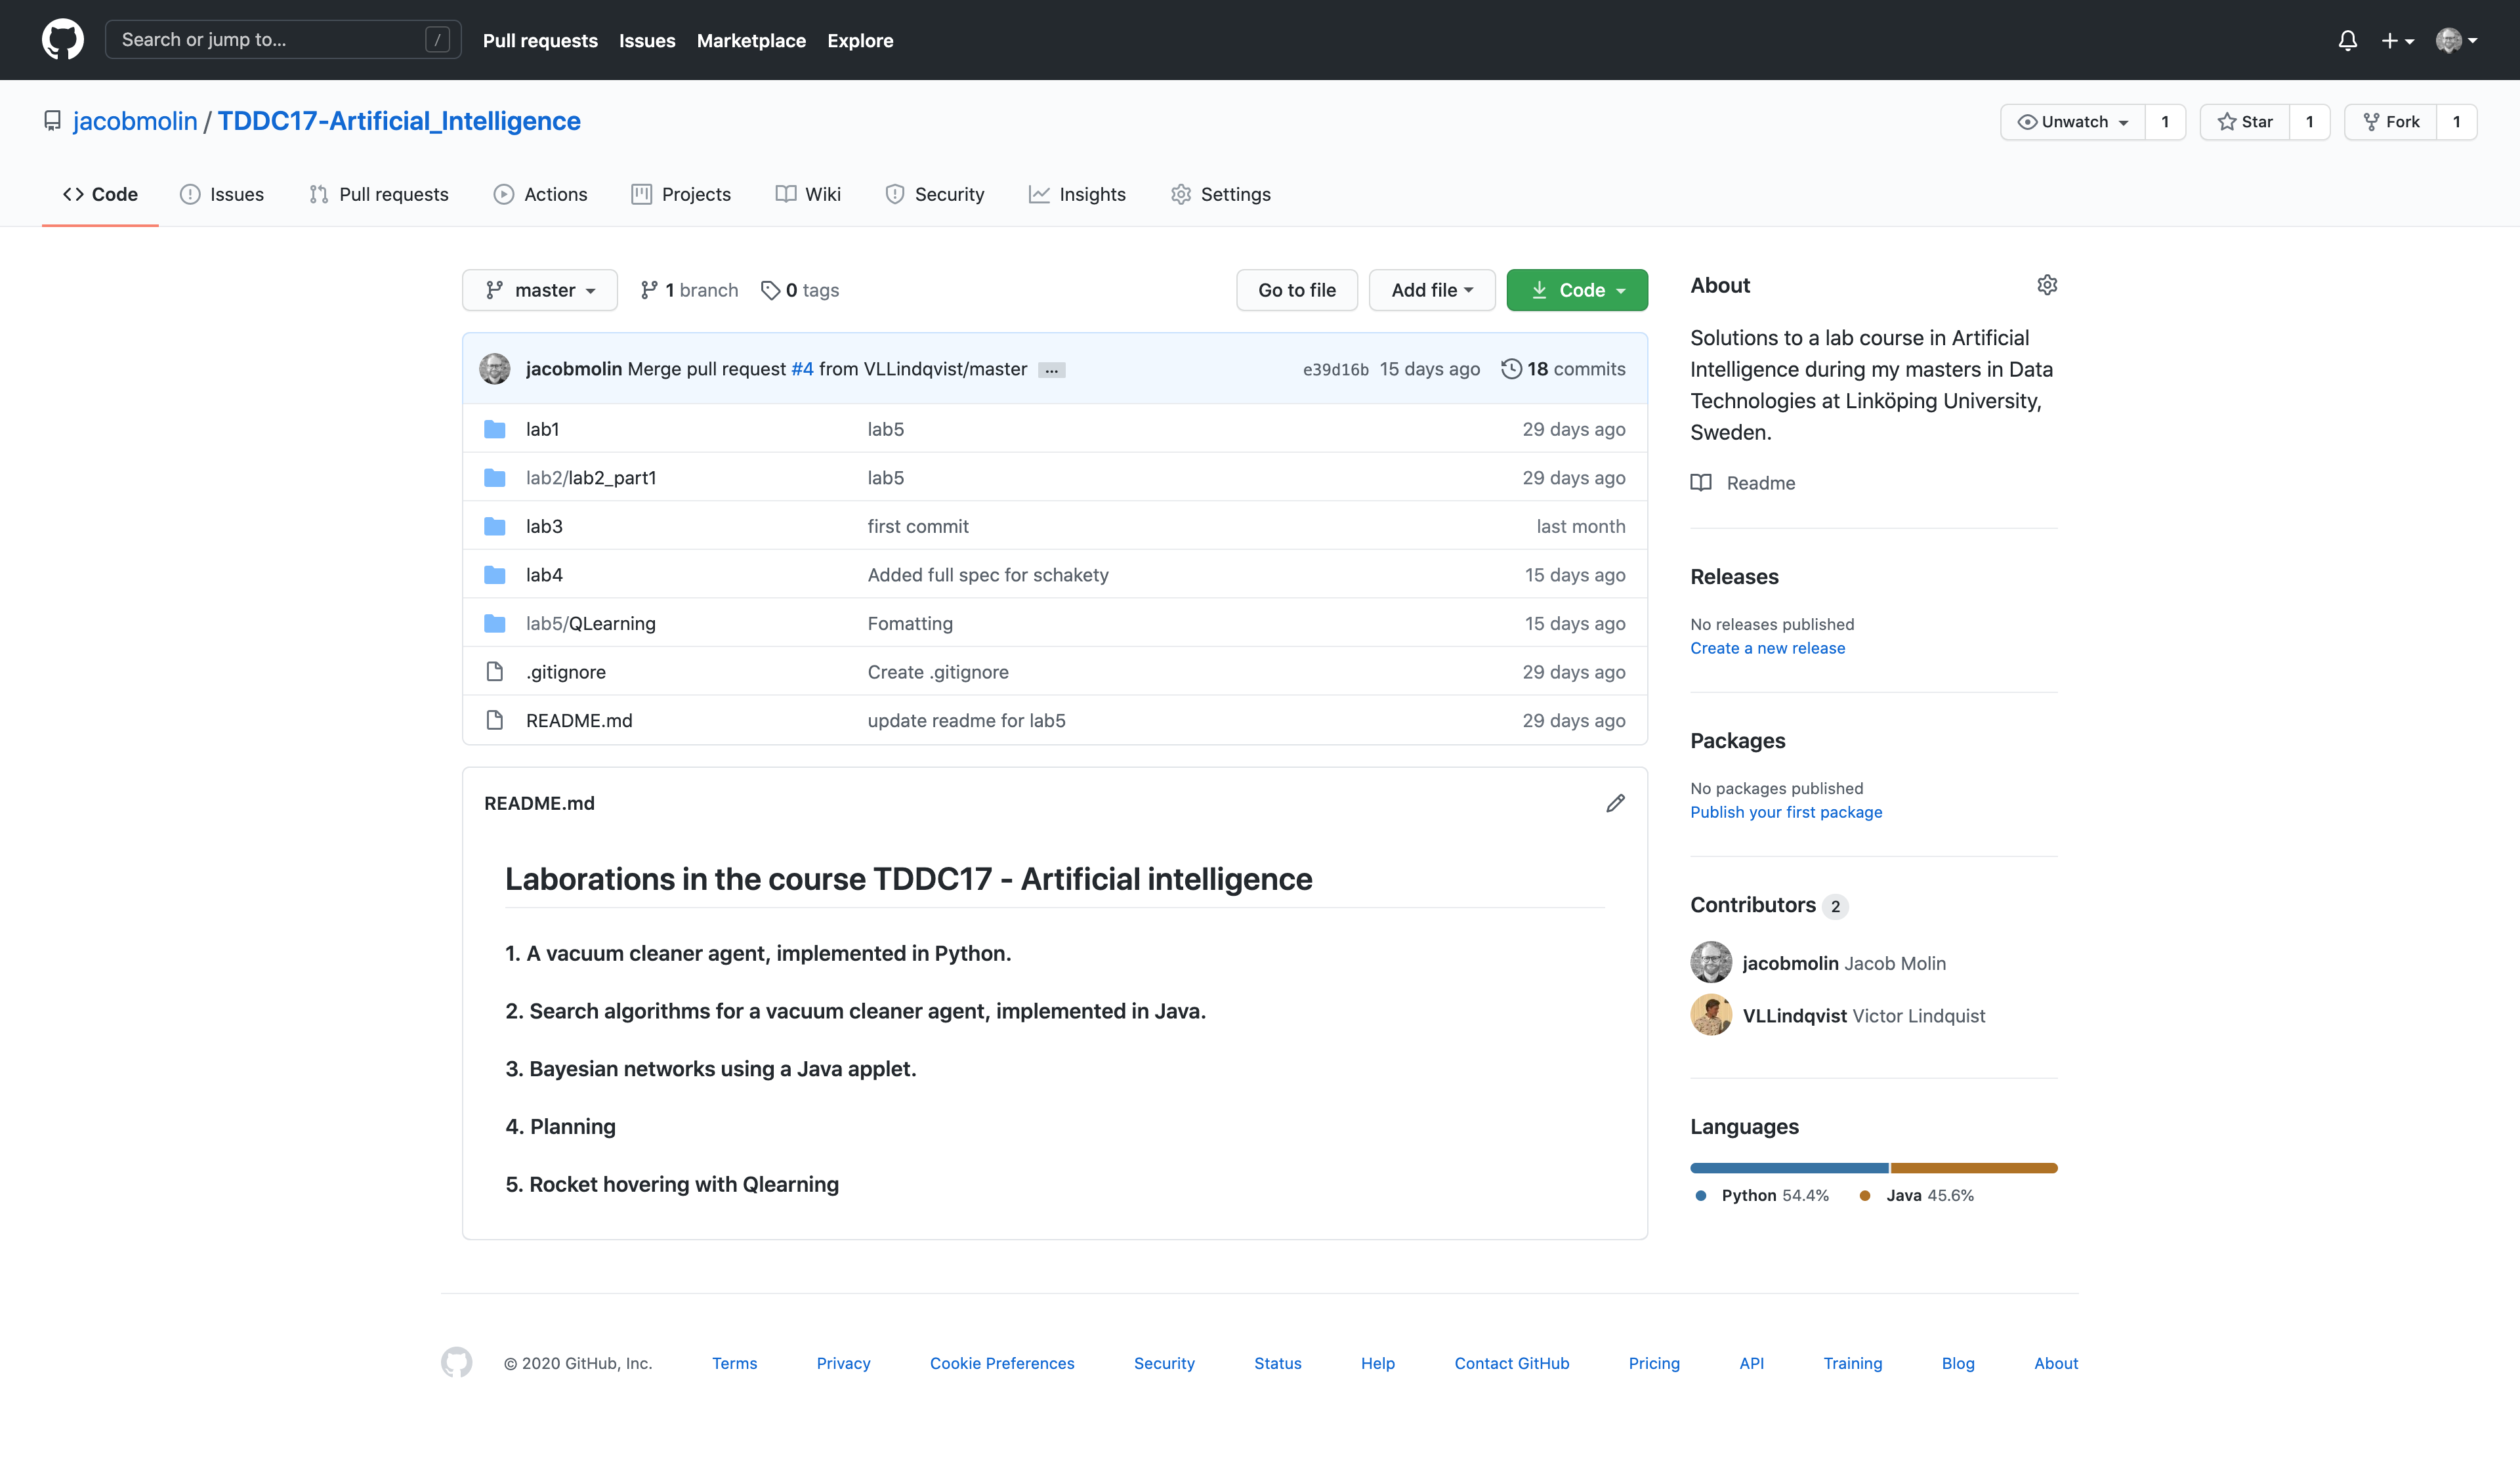 Search or jump to... /
Pull requests Issues Marketplace Explore
jacobmolin / TDDC17-Artificial_Intelligence
Unwatch 1 Star 1 Fork 1
Code Issues Pull requests Actions Projects Wiki Security Insights Settings
master 1 branch 0 tags Go to file Add file Code
jacobmolin Merge pull request #4 from VLLindqvist/master ... e39d16b 15 days ago 18 commits
lab1 lab5 29 days ago
lab2/lab2_part1 lab5 29 days ago
lab3 first commit last month
lab4 Added full spec for schakety 15 days ago
lab5/QLearning Fomatting 15 days ago
.gitignore Create .gitignore 29 days ago
README.md update readme for lab5 29 days ago
README.md
Laborations in the course TDDC17 - Artificial intelligence
1. A vacuum cleaner agent, implemented in Python.
2. Search algorithms for a vacuum cleaner agent, implemented in Java.
3. Bayesian networks using a Java applet.
4. Planning
5. Rocket hovering with Qlearning
About
Solutions to a lab course in Artificial
Intelligence during my masters in Data
Technologies at Linköping University,
Sweden.
Readme
Releases
No releases published
Create a new release
Packages
No packages published
Publish your first package
Contributors 2
jacobmolin Jacob Molin
VLLindqvist Victor Lindquist
Languages
Python 54.4% Java 45.6%
© 2020 GitHub, Inc. Terms Privacy Cookie Preferences Security Status Help Contact GitHub Pricing API Training Blog About